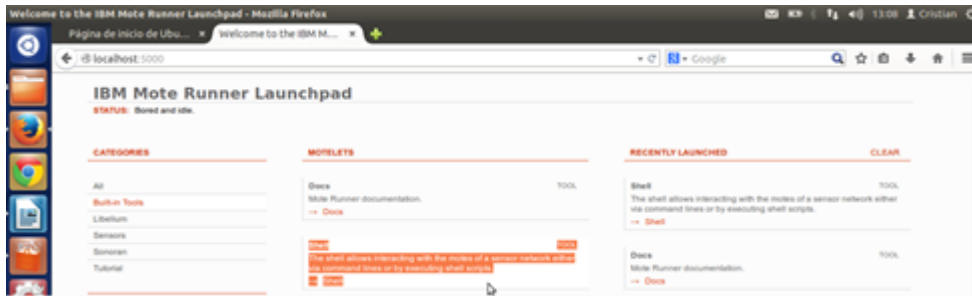 Welcome to the IBM Mote Runner Launchpad - Mozilla Firefox
13:08 Cristian
Página de inicio de Ubu... × Welcome to the IBM M... ×
localhost:5000
Google
IBM Mote Runner Launchpad
STATUS: Bored and idle.
CATEGORIES
All
Built-in Tools
Libelium
Sensors
Sonoran
Tutorial
MOTELETS
Docs TOOL
Mote Runner documentation.
→ Docs
Shell TOOL
The shell allows interacting with the motes of a sensor network either
via command lines or by executing shell scripts.
→ Shell
RECENTLY LAUNCHED CLEAR
Shell TOOL
The shell allows interacting with the motes of a sensor network either
via command lines or by executing shell scripts.
→ Shell
Docs TOOL
Mote Runner documentation.
→ Docs